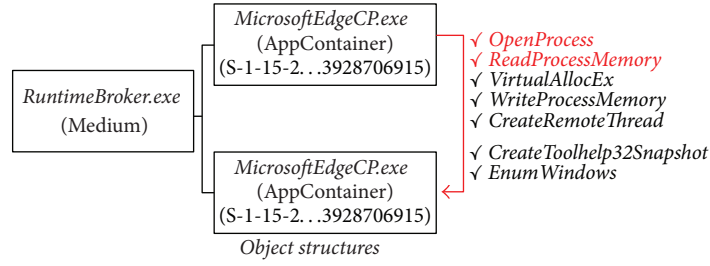 RuntimeBroker.exe
(Medium)
MicrosoftEdgeCP.exe
(AppContainer)
(S-1-15-2...3928706915)
MicrosoftEdgeCP.exe
(AppContainer)
(S-1-15-2...3928706915)
✓ OpenProcess
✓ ReadProcessMemory
✓ VirtualAllocEx
✓ WriteProcessMemory
✓ CreateRemoteThread
✓ CreateToolhelp32Snapshot
✓ EnumWindows
Object structures